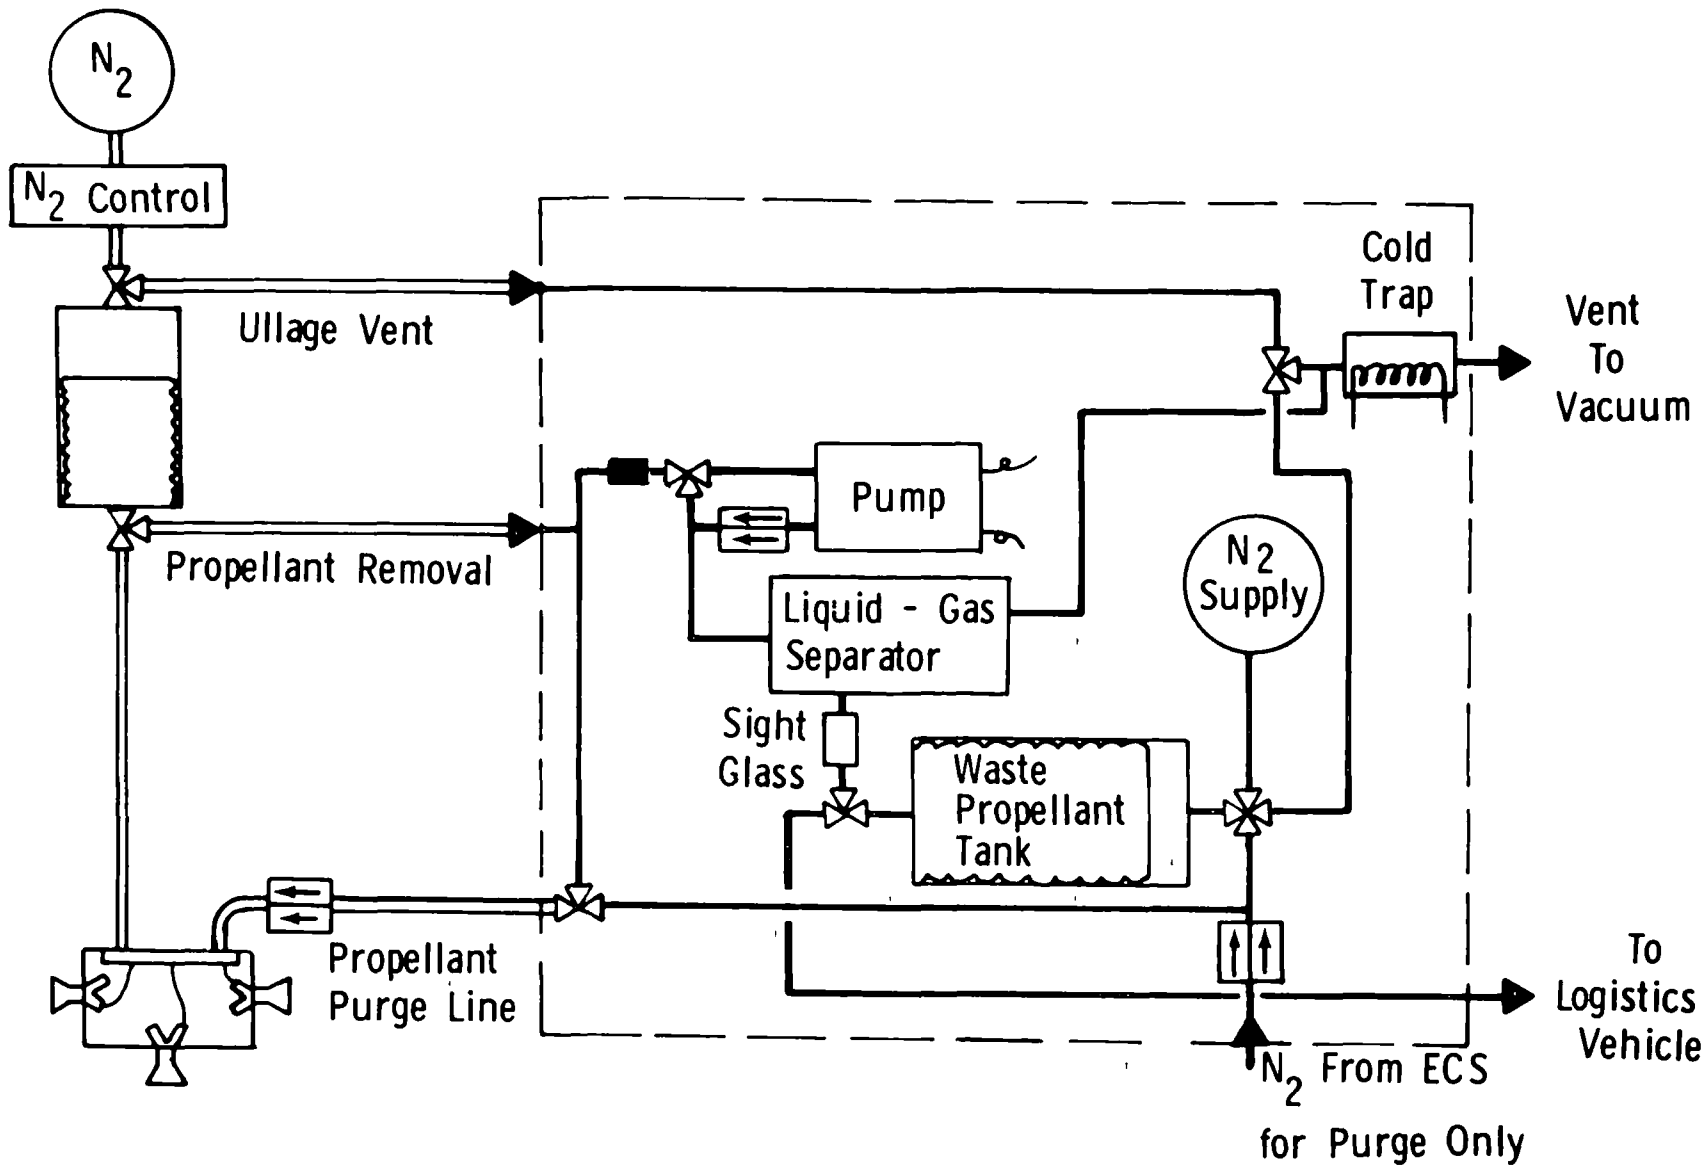 N2
N2 Control
Cold
Trap
Ullage Vent
Vent
To
Vacuum
Pump
Propellant Removal
N2
Supply
Liquid - Gas
Separator
Sight
Glass
Waste
Propellant
Tank
Propellant
Purge Line
To
Logistics
Vehicle
N2 From ECS
for Purge Only